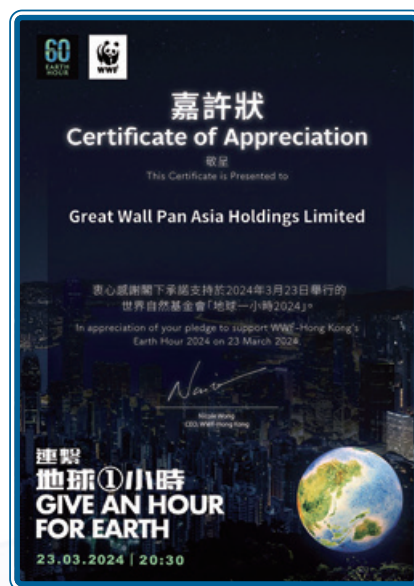 60
EARTH
HOUR
WWF
嘉許狀
Certificate of Appreciation
敬呈
This Certificate is Presented to
Great Wall Pan Asia Holdings Limited
衷心感謝閣下承諾支持於2024年3月23日舉行的
世界自然基金會「地球一小時2024」。
In appreciation of your pledge to support WWF-Hong Kong's
Earth Hour 2024 on 23 March 2024
Nicole Wong
CEO, WWF-Hong Kong
連繫
地球①小時
GIVE AN HOUR
FOR EARTH
23.03.2024 | 20:30